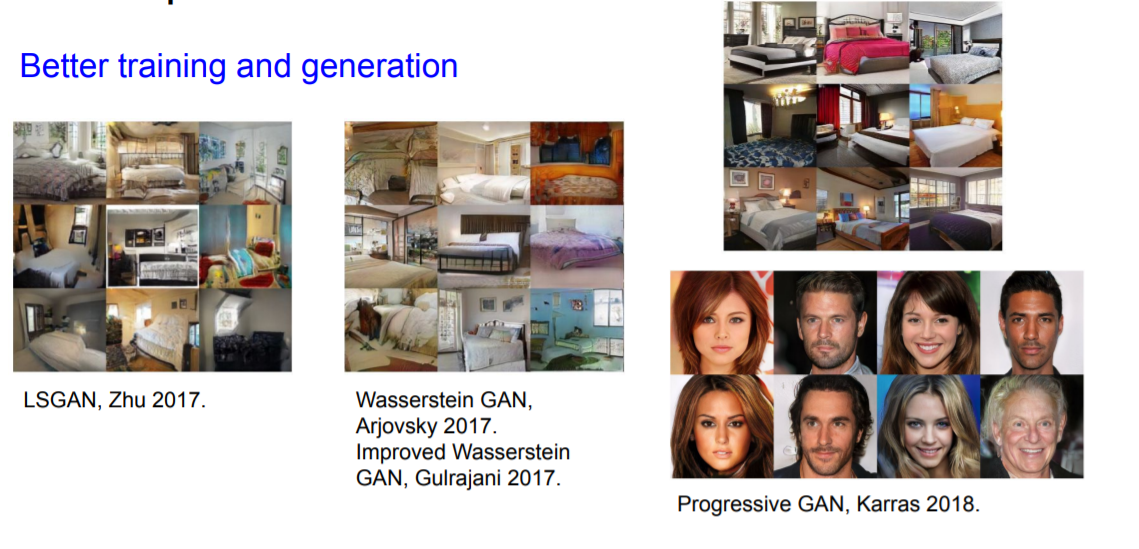 Better training and generation
LSGAN, Zhu 2017.
Wasserstein GAN,
Arjovsky 2017.
Improved Wasserstein
GAN, Gulrajani 2017.
Progressive GAN, Karras 2018.